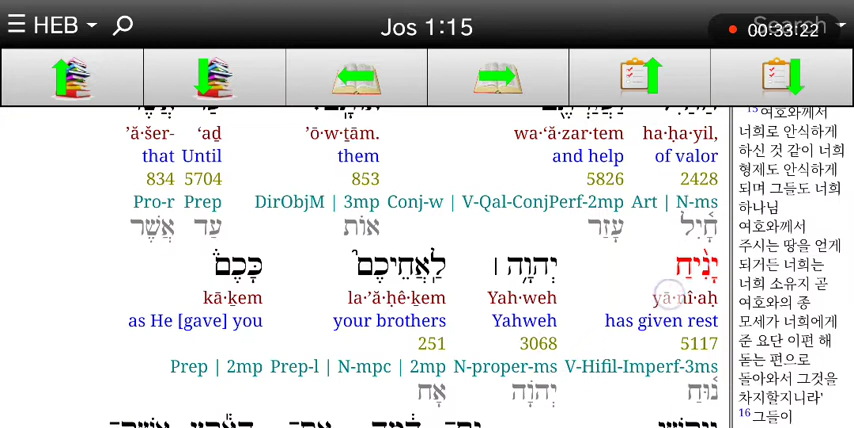 ☰ HEB
Jos 1:15
00:33:22
’ă·šer- ‘aḏ ’ō·w·ṯām. wa·‘ă·zar·tem ha·ḥa·yil,
that Until them and help of valor
834 5704 853 5826 2428
Pro-r Prep DirObjM | 3mp Conj-w | V-Qal-ConjPerf-2mp Art | N-ms
חַ֫יִל עָזַר אוֹת עַד אֲשֶׁר
יָנִ֨יחַ יְהוָ֥ה ׀ לַֽאֲחֵיכֶם֮ כָּכֶם֒
kā·ḵem la·’ă·ḥê·ḵem Yah·weh yā·nî·aḥ
as He [gave] you your brothers Yahweh has given rest
251 3068 5117
Prep | 2mp Prep-l | N-mpc | 2mp N-proper-ms V-Hifil-Imperf-3ms
נ֫וּחַ יְהוָֹה אָח
15 여호와께서
너희로 안식하게
하신 것 같이 너희
형제도 안식하게
되며 그들도 너희
하나님
여호와께서
주시는 땅을 얻게
되거든 너희는
너희 소유지 곧
여호와의 종
모세가 너희에게
준 요단 이편 해
돋는 편으로
돌아와서 그것을
차지할지니라'
16 그들이